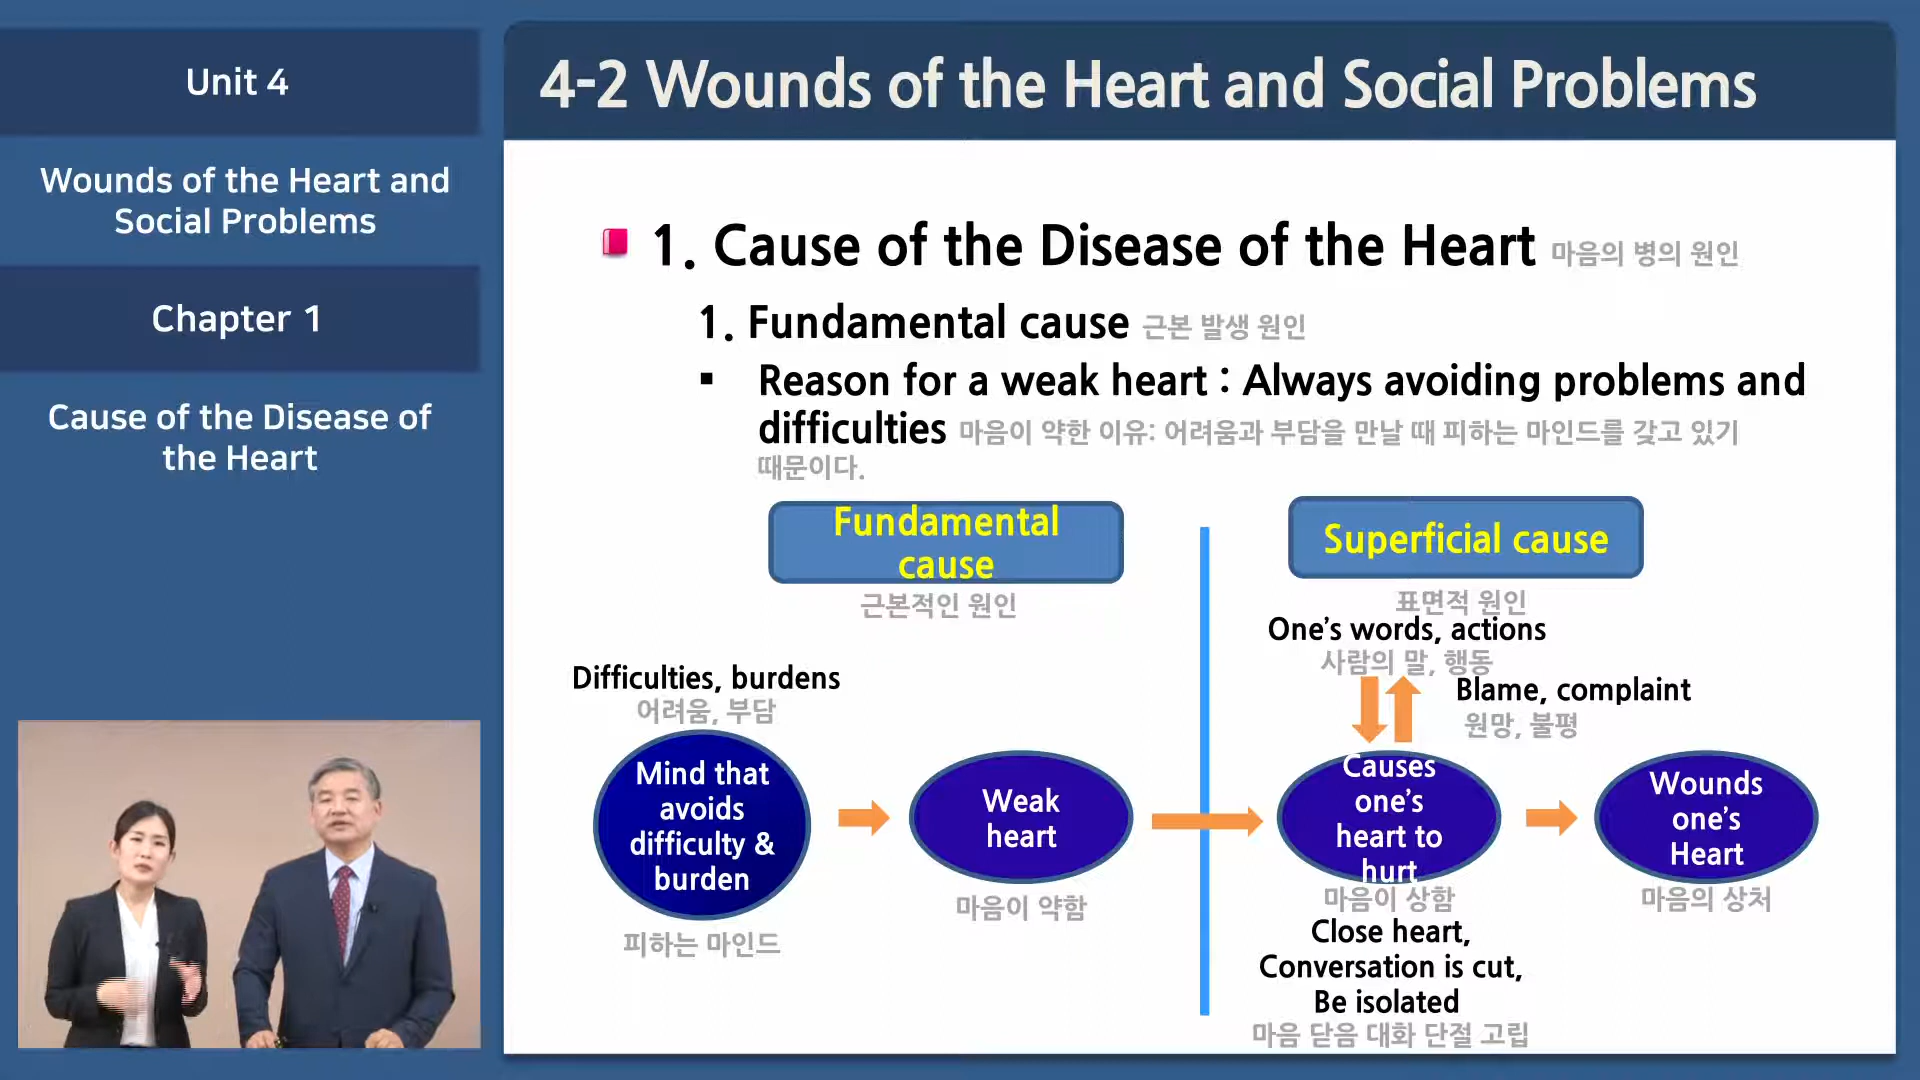 Unit 4
Wounds of the Heart and
Social Problems
Chapter 1
Cause of the Disease of
the Heart
4-2 Wounds of the Heart and Social Problems
1. Cause of the Disease of the Heart 마음의 병의 원인
1. Fundamental cause 근본 발생 원인
▪ Reason for a weak heart : Always avoiding problems and
difficulties 마음이 약한 이유: 어려움과 부담을 만날 때 피하는 마인드를 갖고 있기
때문이다.
Fundamental
cause
근본적인 원인
Difficulties, burdens
어려움, 부담
Mind that
avoids
difficulty &
burden
피하는 마인드
Weak
heart
마음이 약함
Superficial cause
표면적 원인
One's words, actions
사람의 말, 행동
Blame, complaint
원망, 불평
Causes
one's
heart to
hurt
마음이 상함
Close heart,
Conversation is cut,
Be isolated
마음 닫음 대화 단절 고립
Wounds
one's
Heart
마음의 상처